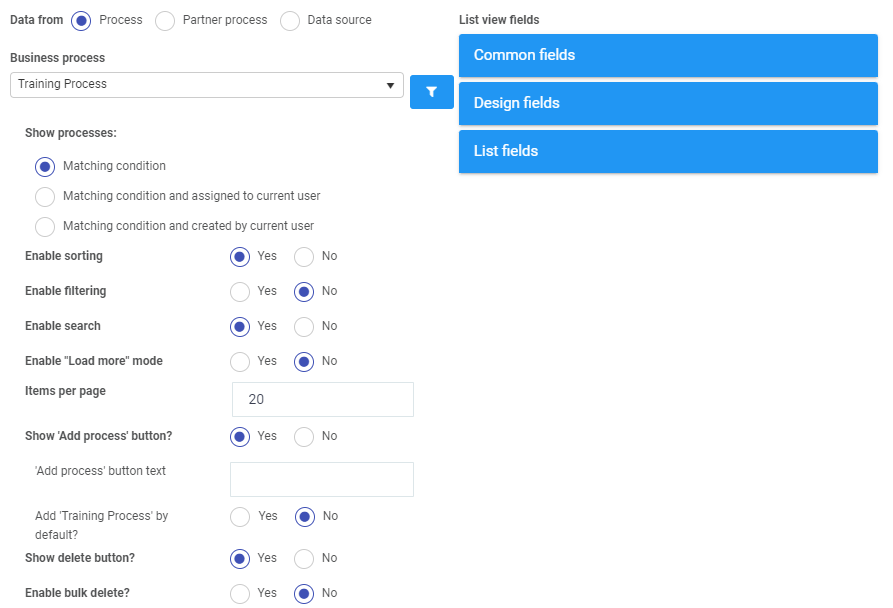 Data from Process Partner process Data source
Business process
Training Process
Show processes:
Matching condition
Matching condition and assigned to current user
Matching condition and created by current user
Enable sorting Yes No
Enable filtering Yes No
Enable search Yes No
Enable "Load more" mode Yes No
Items per page 20
Show 'Add process' button? Yes No
'Add process' button text
Add 'Training Process' by Yes No
default?
Show delete button? Yes No
Enable bulk delete? Yes No
List view fields
Common fields
Design fields
List fields